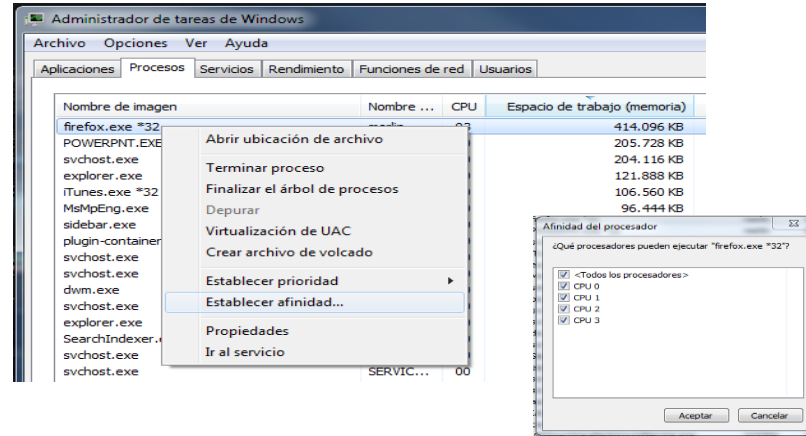 Administrador de tareas de Windows
Archivo Opciones Ver Ayuda
Aplicaciones Procesos Servicios Rendimiento Funciones de red Usuarios
Nombre de imagen Nombre ... CPU Espacio de trabajo (memoria)
firefox.exe *32 03 414.096 KB
POWERPNT.EXE 205.728 KB
svchost.exe 204.116 KB
explorer.exe 121.888 KB
iTunes.exe *32 106.560 KB
MsMpEng.exe 96.444 KB
sidebar.exe
plugin-container
svchost.exe
svchost.exe
dwm.exe
svchost.exe
explorer.exe
SearchIndexer.
svchost.exe
svchost.exe SERVIC... 00
Abrir ubicación de archivo
Terminar proceso
Finalizar el árbol de procesos
Depurar
Virtualización de UAC
Crear archivo de volcado
Establecer prioridad
Establecer afinidad...
Propiedades
Ir al servicio
Afinidad del procesador
¿Qué procesadores pueden ejecutar "firefox.exe *32"?
<Todos los procesadores>
CPU 0
CPU 1
CPU 2
CPU 3
Aceptar Cancelar